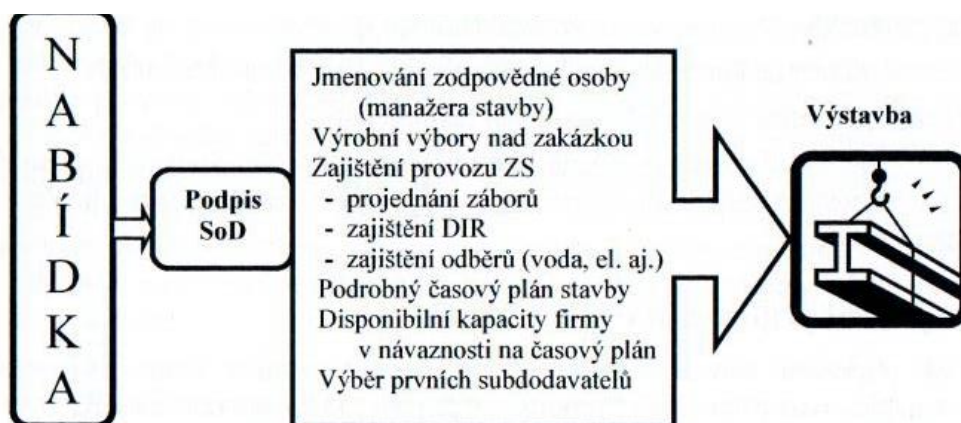 NABÍDKA
Podpis
SoD
Jmenování zodpovědné osoby
(manažera stavby)
Výrobní výbory nad zakázkou
Zajištění provozu ZS
- projednání záborů
- zajištění DIR
- zajištění odběrů (voda, el. aj.)
Podrobný časový plán stavby
Disponibilní kapacity firmy
v návaznosti na časový plán
Výběr prvních subdodavatelů
Výstavba